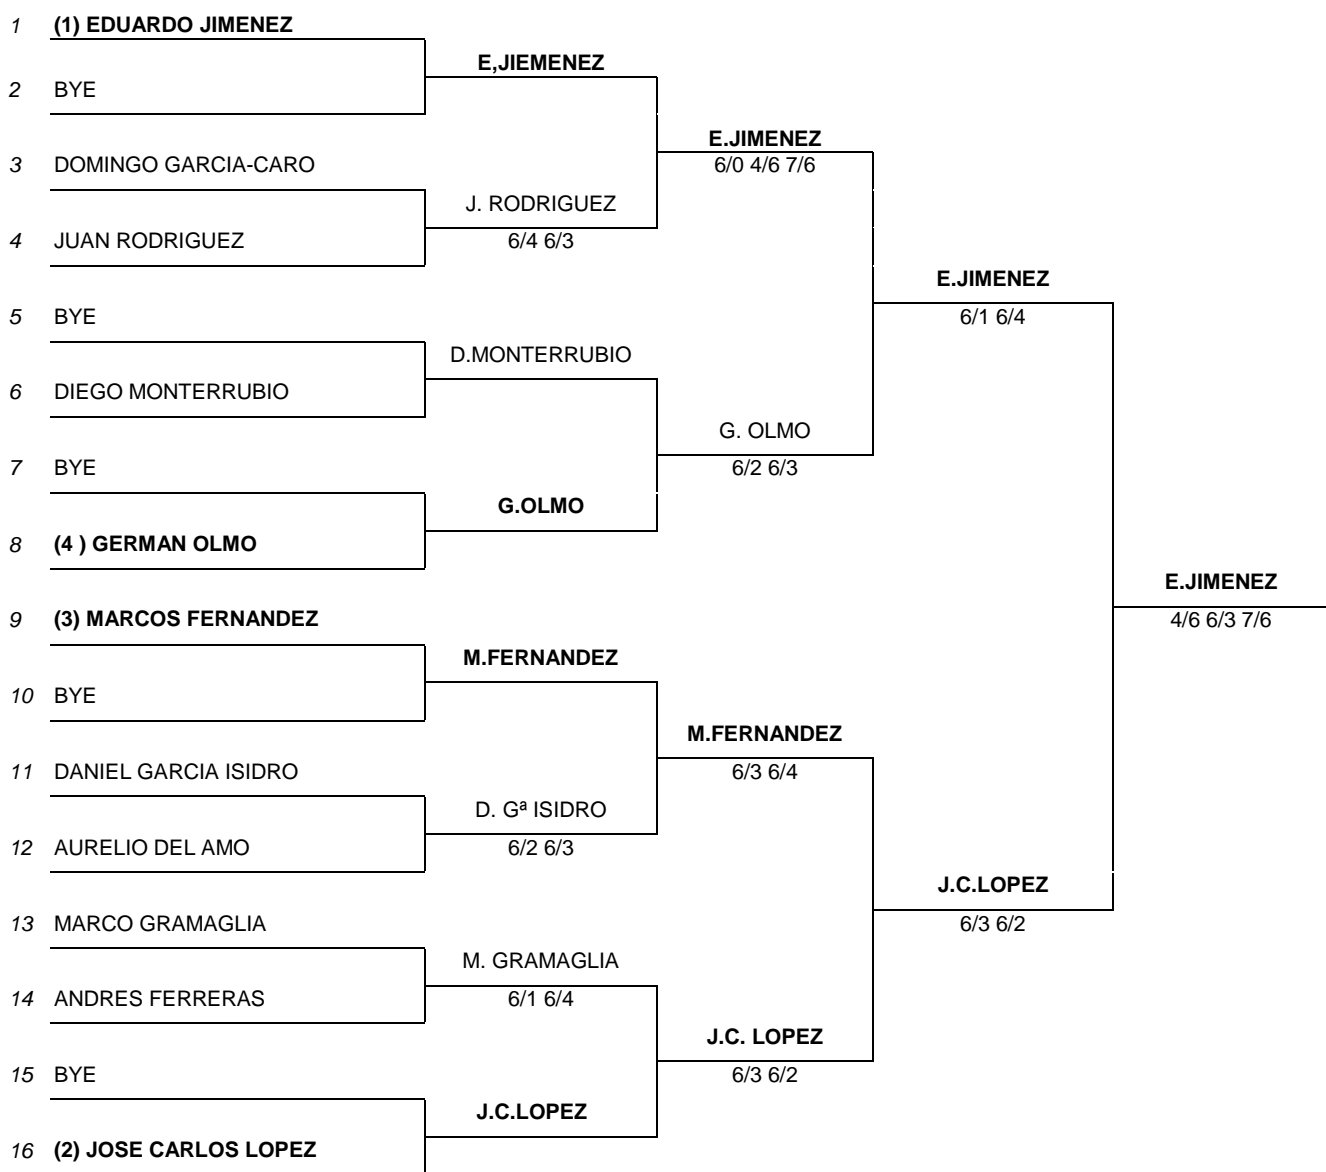 1 (1) EDUARDO JIMENEZ
E,JIEMENEZ
2 BYE
E.JIMENEZ
3 DOMINGO GARCIA-CARO
6/0 4/6 7/6
J. RODRIGUEZ
4 JUAN RODRIGUEZ
6/4 6/3
E.JIMENEZ
5 BYE
6/1 6/4
D.MONTERRUBIO
6 DIEGO MONTERRUBIO
G. OLMO
7 BYE
6/2 6/3
G.OLMO
8 (4 ) GERMAN OLMO
E.JIMENEZ
9 (3) MARCOS FERNANDEZ
4/6 6/3 7/6
M.FERNANDEZ
10 BYE
M.FERNANDEZ
11 DANIEL GARCIA ISIDRO
6/3 6/4
D. Gª ISIDRO
12 AURELIO DEL AMO
6/2 6/3
J.C.LOPEZ
13 MARCO GRAMAGLIA
6/3 6/2
M. GRAMAGLIA
14 ANDRES FERRERAS
6/1 6/4
J.C. LOPEZ
15 BYE
6/3 6/2
J.C.LOPEZ
16 (2) JOSE CARLOS LOPEZ